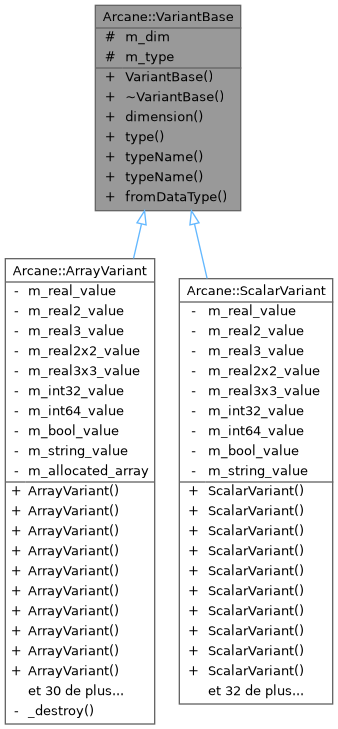 Arcane::VariantBase
# m_dim
# m_type
+ VariantBase()
+ ~VariantBase()
+ dimension()
+ type()
+ typeName()
+ typeName()
+ fromDataType()
Arcane::ArrayVariant
- m_real_value
- m_real2_value
- m_real3_value
- m_real2x2_value
- m_real3x3_value
- m_int32_value
- m_int64_value
- m_bool_value
- m_string_value
- m_allocated_array
+ ArrayVariant()
+ ArrayVariant()
+ ArrayVariant()
+ ArrayVariant()
+ ArrayVariant()
+ ArrayVariant()
+ ArrayVariant()
+ ArrayVariant()
+ ArrayVariant()
+ ArrayVariant()
et 30 de plus...
- _destroy()
Arcane::ScalarVariant
- m_real_value
- m_real2_value
- m_real3_value
- m_real2x2_value
- m_real3x3_value
- m_int32_value
- m_int64_value
- m_bool_value
- m_string_value
+ ScalarVariant()
+ ScalarVariant()
+ ScalarVariant()
+ ScalarVariant()
+ ScalarVariant()
+ ScalarVariant()
+ ScalarVariant()
+ ScalarVariant()
+ ScalarVariant()
+ ScalarVariant()
et 32 de plus...